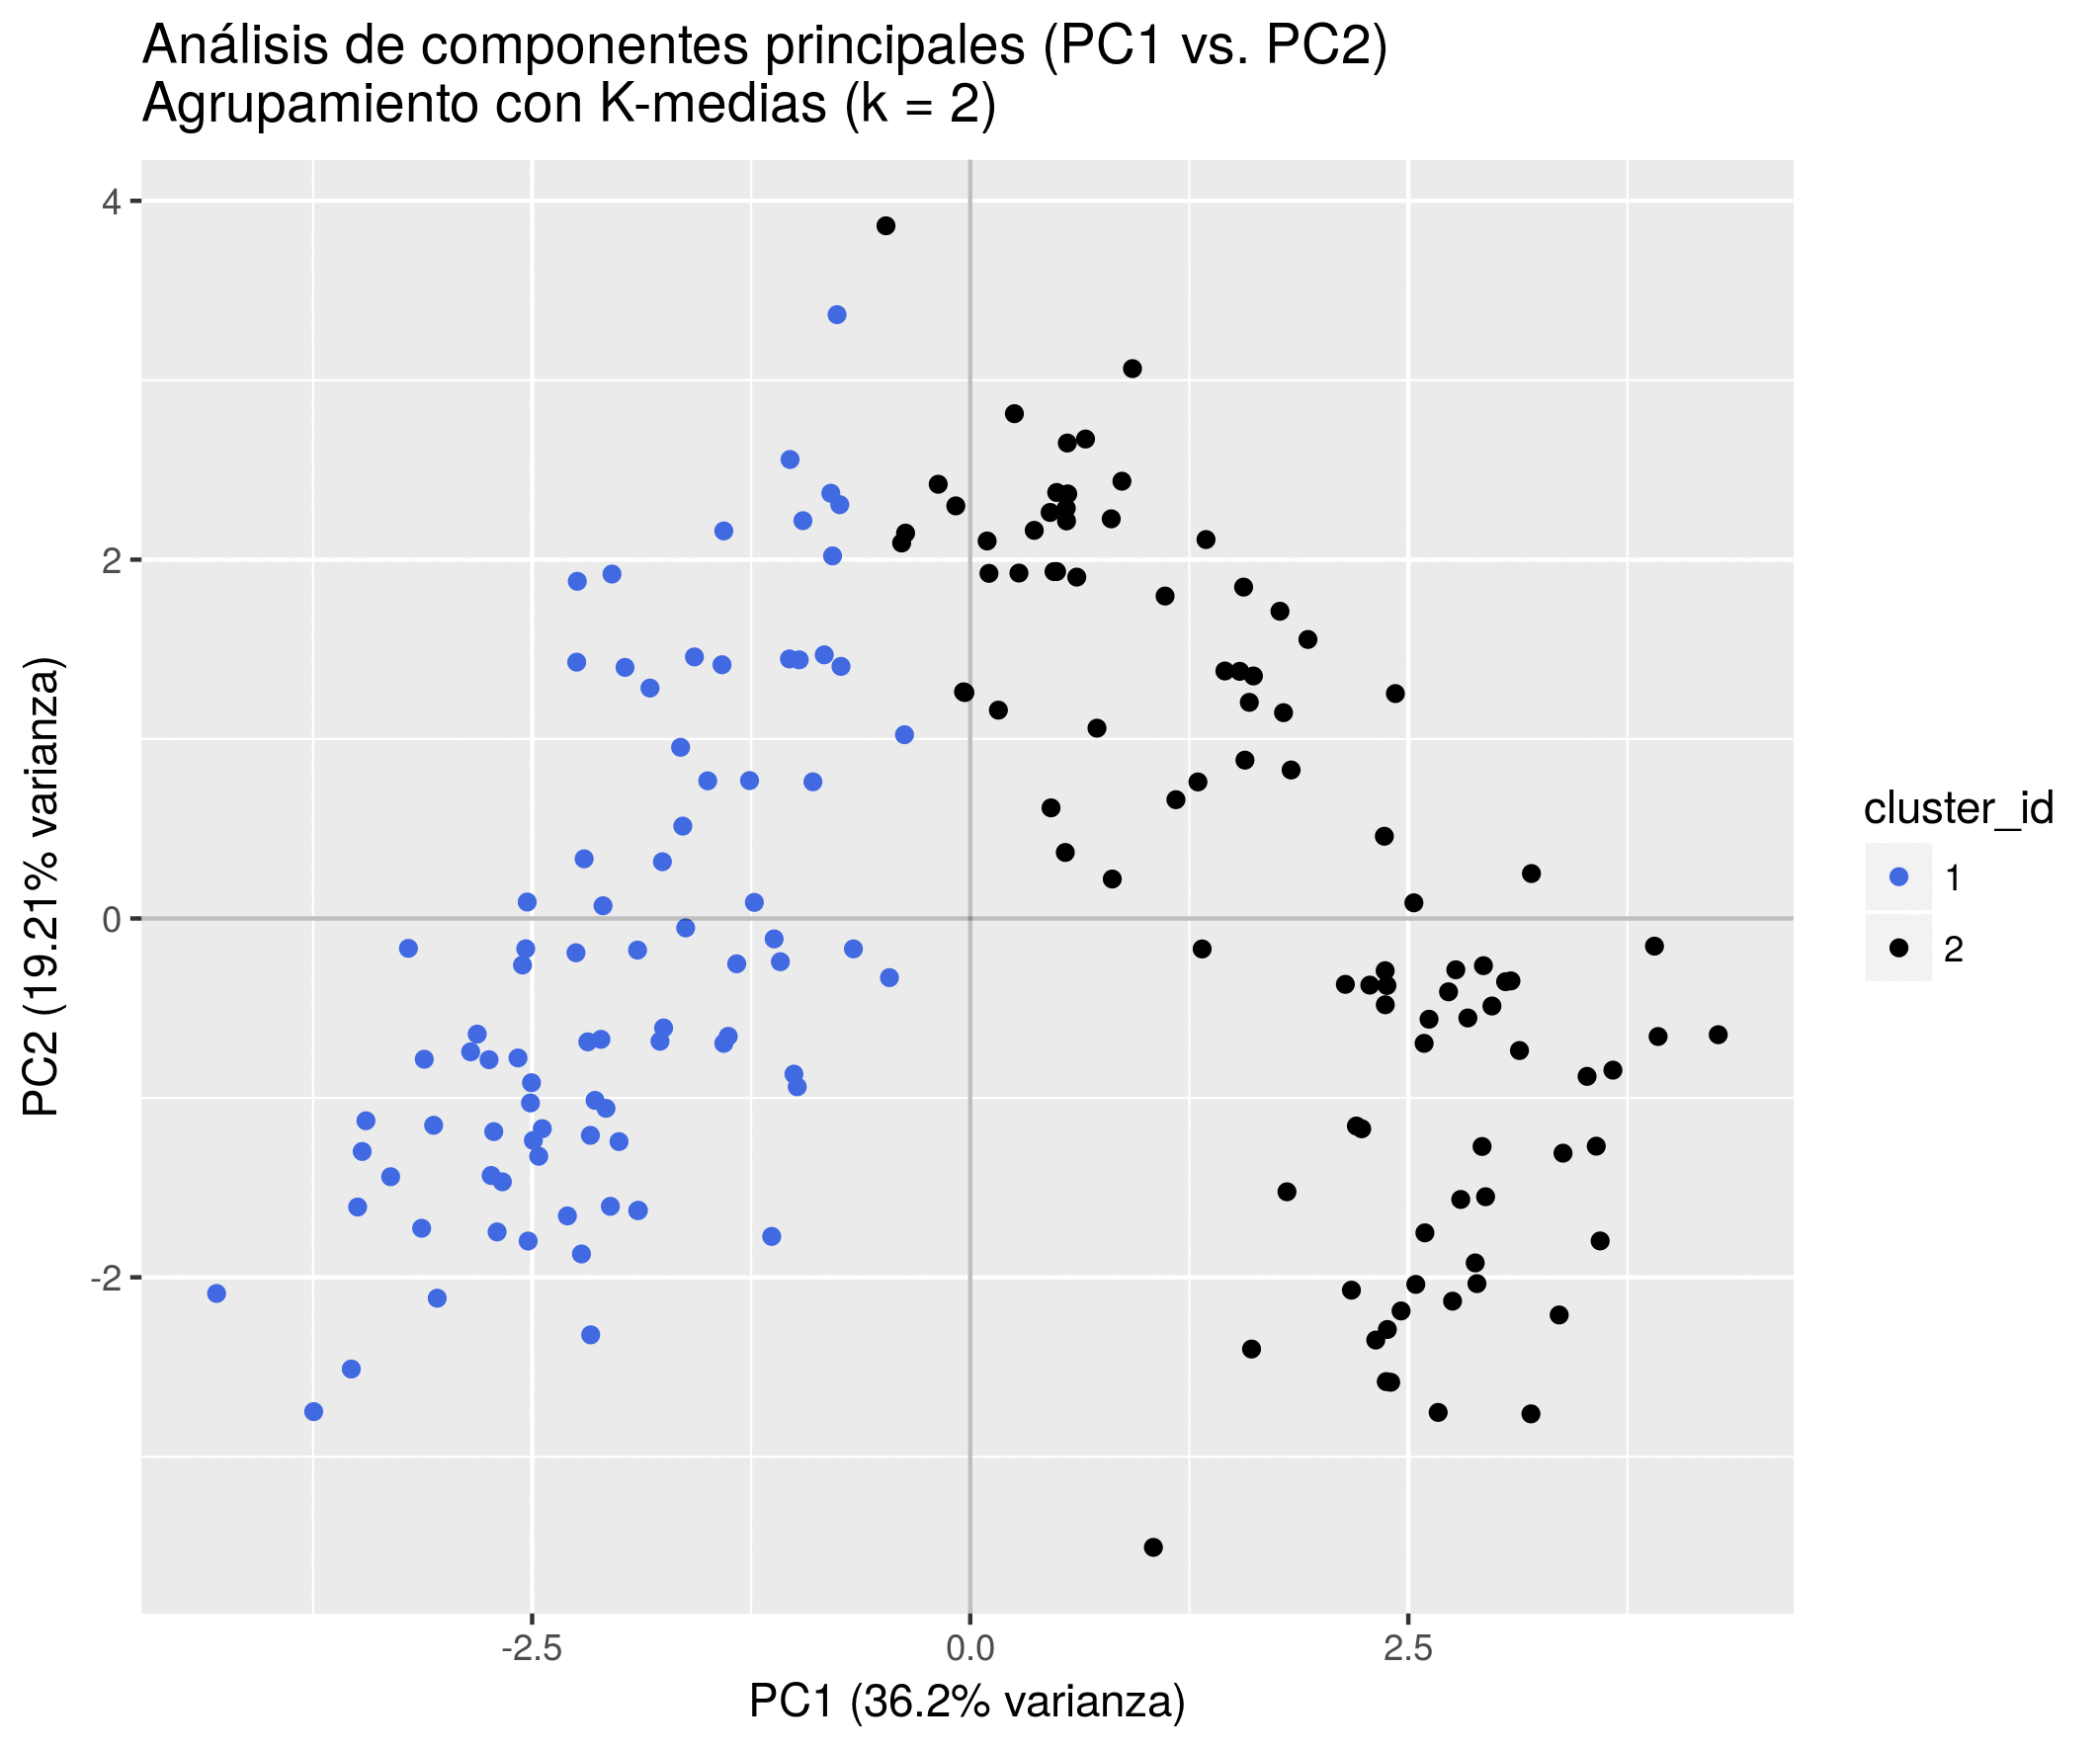 Análisis de componentes principales (PC1 vs. PC2)
Agrupamiento con K-medias (k = 2)
4
2
0
-2
PC2 (19.21% varianza)
-2.5
0.0
2.5
PC1 (36.2% varianza)
cluster_id
1
2